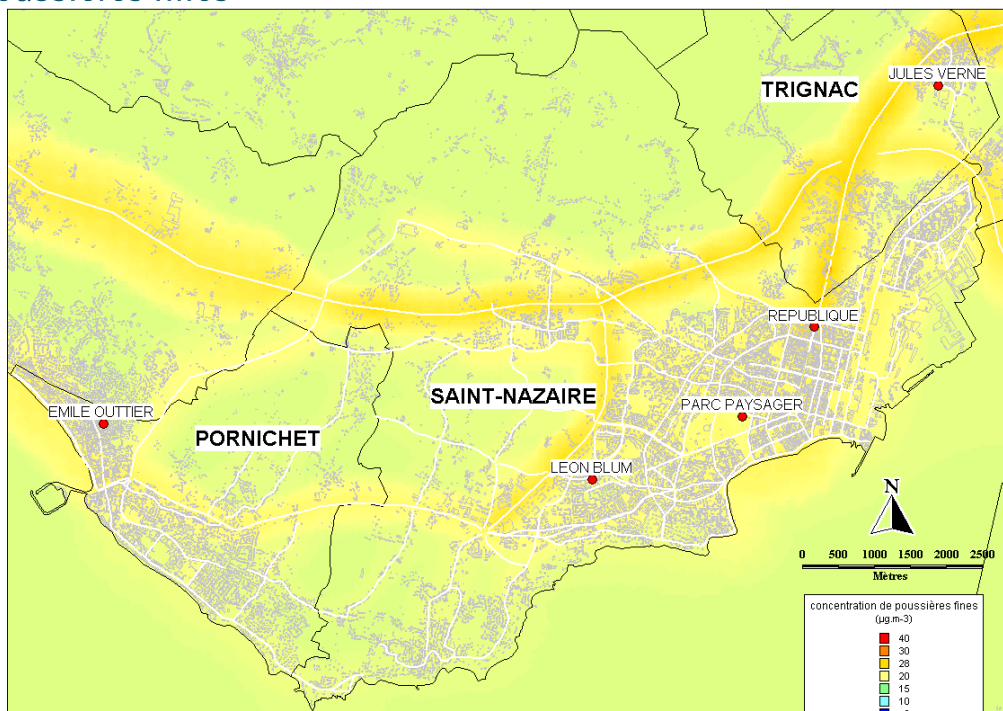 JULES VERNE
TRIGNAC
REPUBLIQUE
SAINT-NAZAIRE
PARC PAYSAGER
EMILE OUTTIER
PORNICHET
LEON BLUM
N
0 500 1000 1500 2000 2500
Mètres
concentration de poussières fines
(µg.m-3)
40
30
28
20
15
10